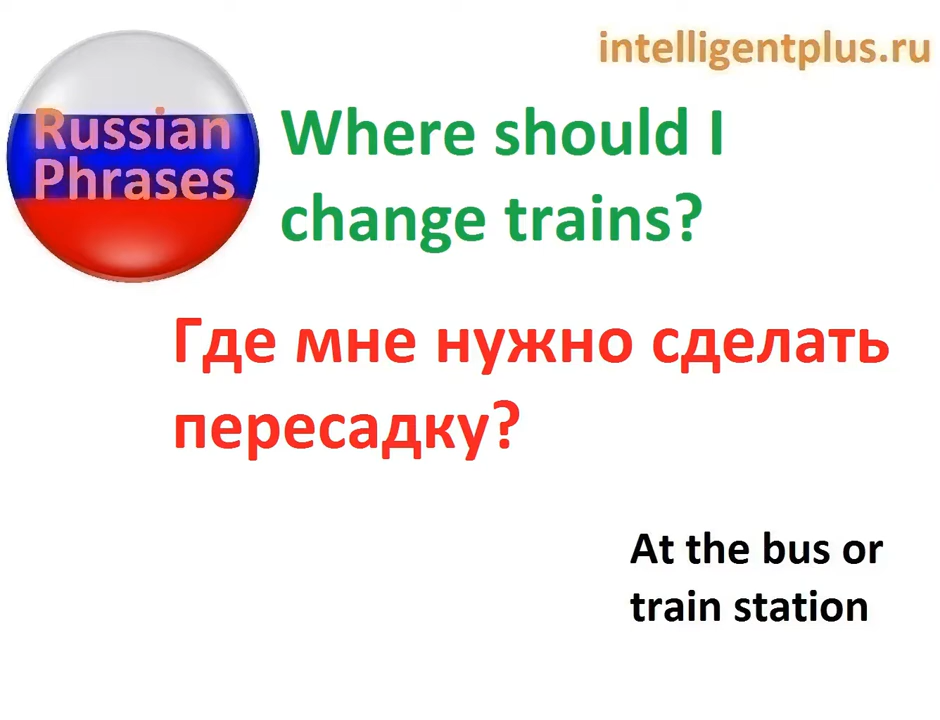 intelligentplus.ru
Russian
Phrases
Where should I
change trains?
Где мне нужно сделать
пересадку?
At the bus or
train station